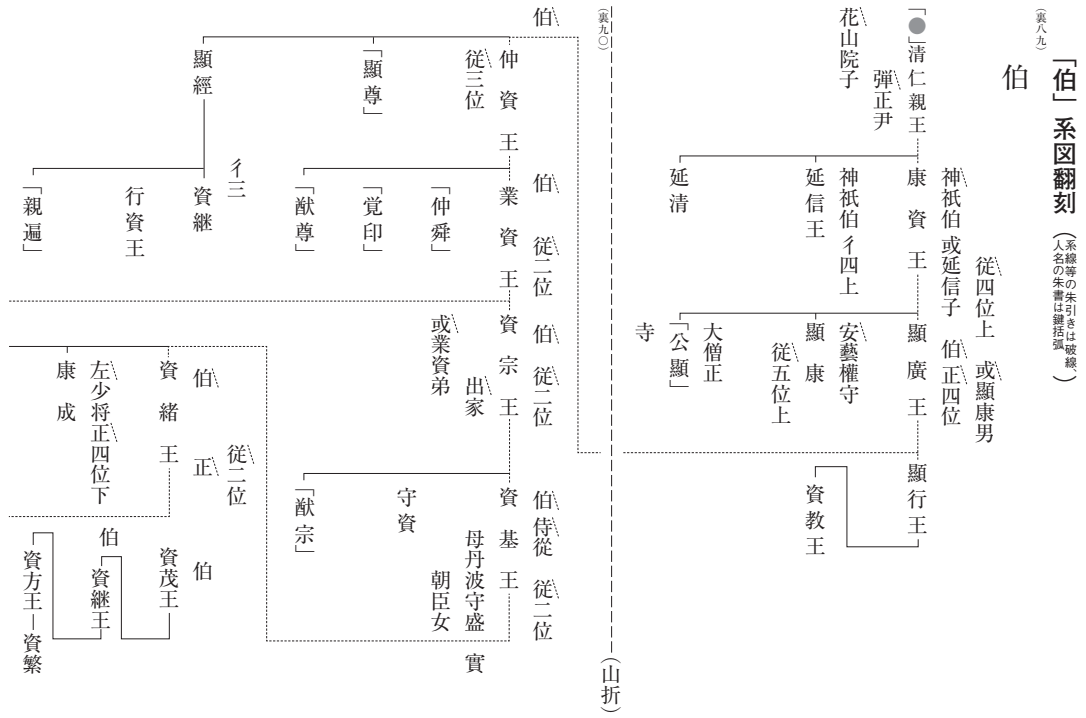 「伯」系図翻刻（系線等の朱引きは破線、人名の朱書は鍵括弧）
（裏八九）
伯
「●」清仁親王
弾正尹
花山院子
神祇伯 或延信子
康資王
神祇伯 彳四上
延信王
延清
従四位上 或顯康男
伯 正四位
顯廣王
安藝權守
顯康
従五位上
大僧正
「公顯」
寺
顯行王
資教王
（山折）
（裏九〇）
伯
仲資王
従三位
「顯尊」
顯經
伯 従二位
業資王
「仲舜」
「覚印」
「猷尊」
彳三
資継
行資王
「親遍」
伯 従二位
資宗王
出家
或業資弟
伯 侍従 従二位
資基王
母丹波守盛實
朝臣女
守資
「猷宗」
従二位
伯 正
資緒王
左少将正四位下
康成
伯
資茂王
伯
資継王
資方王－資繁